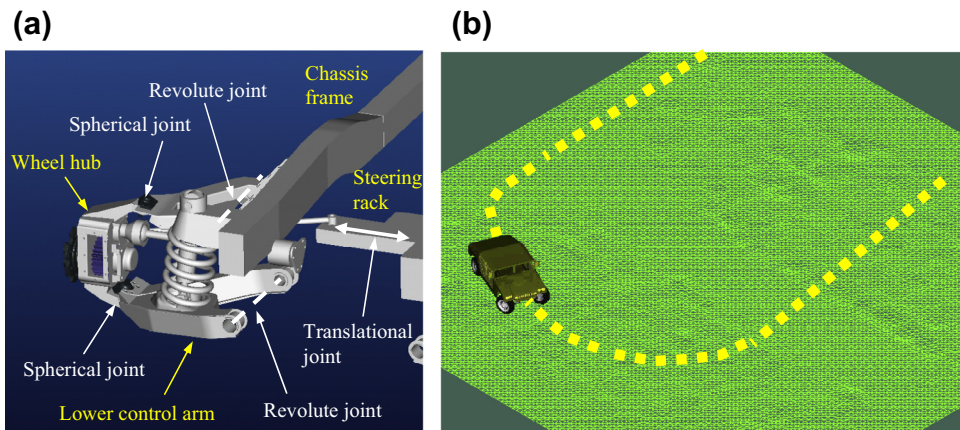 (a)
(b)
Chassis
frame
Revolute joint
Spherical joint
Wheel hub
Steering
rack
Translational
joint
Spherical joint
Lower control arm
Revolute joint